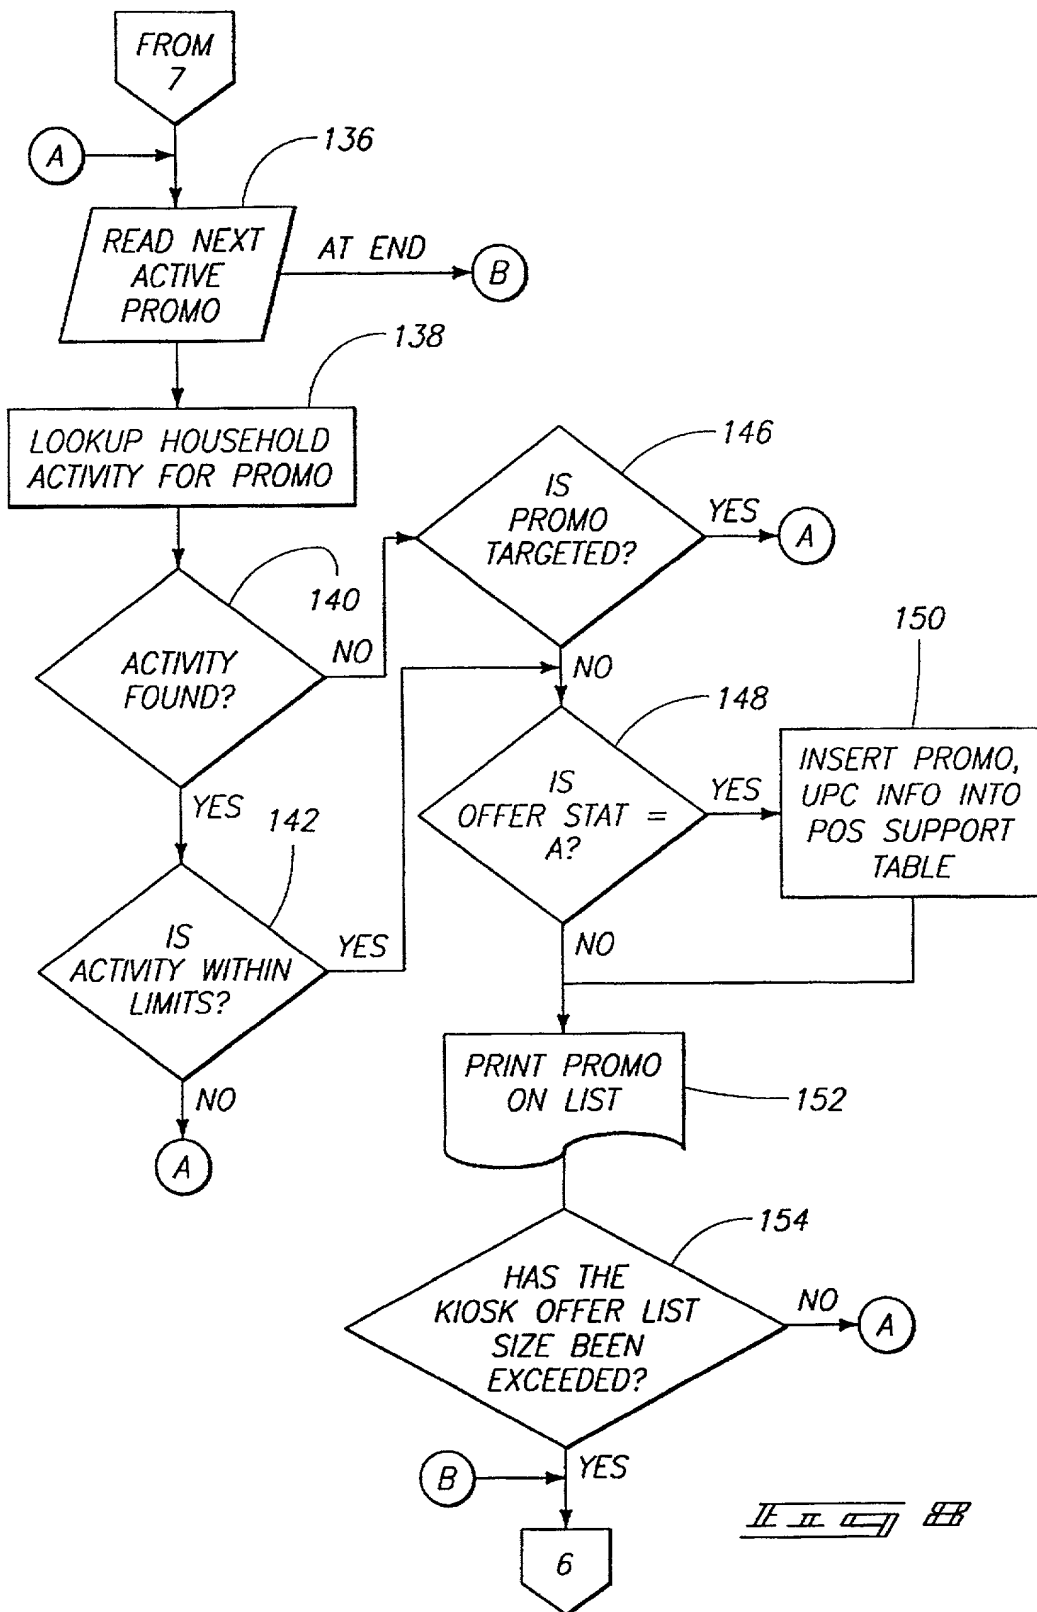 FROM
7
A
136
READ NEXT
ACTIVE
PROMO
AT END
B
138
LOOKUP HOUSEHOLD
ACTIVITY FOR PROMO
140
ACTIVITY
FOUND?
NO
YES
142
IS
ACTIVITY WITHIN
LIMITS?
YES
NO
A
146
IS
PROMO
TARGETED?
YES
A
NO
148
IS
OFFER STAT =
A?
YES
150
INSERT PROMO,
UPC INFO INTO
POS SUPPORT
TABLE
NO
PRINT PROMO
ON LIST
152
154
HAS THE
KIOSK OFFER LIST
SIZE BEEN
EXCEEDED?
NO
A
YES
B
6
FIG 8